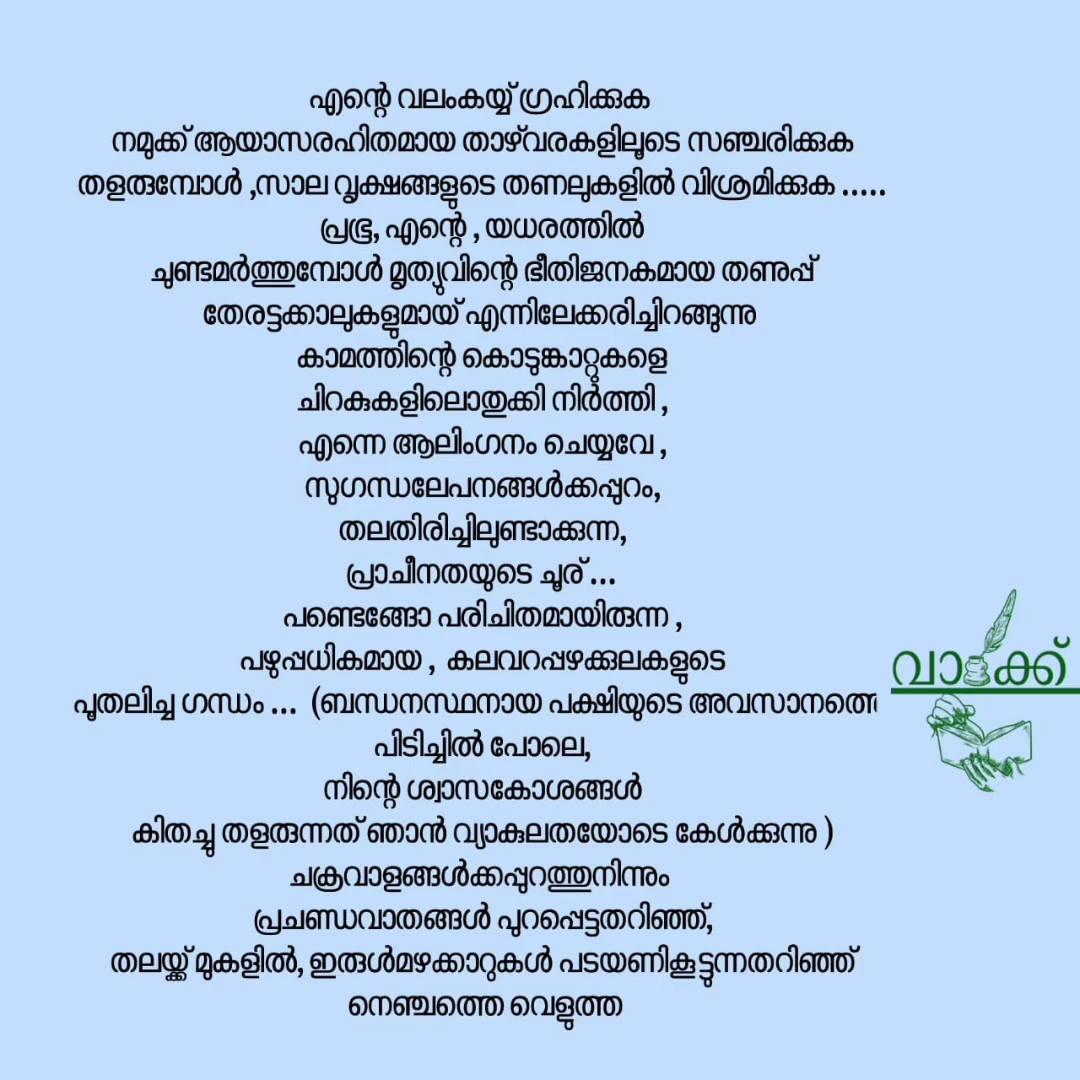 എന്റെ വലംകയ്യ് ഗ്രഹിക്കുക
നമുക്ക് ആയാസരഹിതമായ താഴ്‌വരകളിലൂടെ സഞ്ചരിക്കുക
തളരുമ്പോൾ ,സാല വൃക്ഷങ്ങളുടെ തണലുകളിൽ വിശ്രമിക്കുക .....
പ്രഭൂ, എന്റെ , യധരത്തിൽ
ചുണ്ടമർത്തുമ്പോൾ മൃത്യുവിന്റെ ഭീതിജനകമായ തണുപ്പ്
തേരട്ടക്കാലുകളുമായ് എന്നിലേക്കരിച്ചിറങ്ങുന്നു
കാമത്തിന്റെ കൊടുങ്കാറ്റുകളെ
ചിറകുകളിലൊതുക്കി നിർത്തി ,
എന്നെ ആലിംഗനം ചെയ്യവേ ,
സുഗന്ധലേപനങ്ങൾക്കപ്പുറം,
തലതിരിച്ചിലുണ്ടാക്കുന്ന,
പ്രാചീനതയുടെ ചൂര് ...
പണ്ടെങ്ങോ പരിചിതമായിരുന്ന ,
പഴുപ്പധികമായ , കലവറപ്പഴക്കുലകളുടെ
പൂതലിച്ച ഗന്ധം ... (ബന്ധനസ്ഥനായ പക്ഷിയുടെ
പിടിച്ചിൽ പോലെ,
നിന്റെ ശ്വാസകോശങ്ങൾ
കിതച്ചു തളരുന്നത് ഞാൻ വ്യാകുലതയോടെ കേൾക്കുന്നു )
ചക്രവാളങ്ങൾക്കപ്പുറത്തുനിന്നും
പ്രചണ്ഡവാതങ്ങൾ പുറപ്പെട്ടതറിഞ്ഞ്,
തലയ്ക്ക് മുകളിൽ, ഇരുൾമഴക്കാറുകൾ പടയണികൂട്ടുന്നതറിഞ്ഞ്
നെഞ്ചത്തെ വെളുത്ത
വാക്ക്